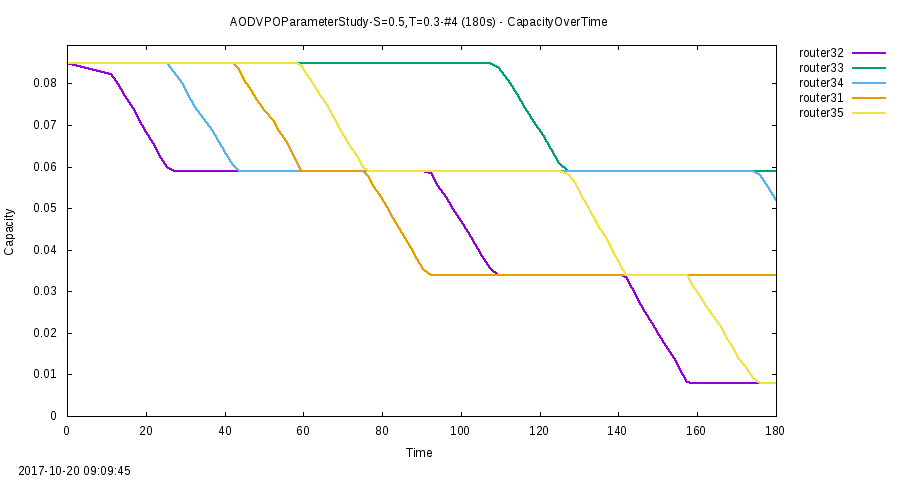 AODVPOParameterStudy-S=0.5,T=0.3-#4 (180s) - CapacityOverTime
router32
router33
router34
router31
router35
0.08
0.07
0.06
0.05
0.04
0.03
0.02
0.01
0
Capacity
0 20 40 60 80 100 120 140 160 180
Time
2017-10-20 09:09:45